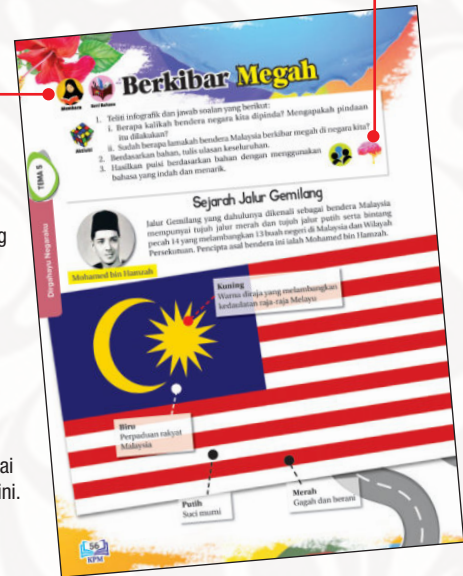 Berkibar Megah
Membaca
Seni Bahasa
1. Teliti infografik dan jawab soalan yang berikut:
i. Berapa kalikah bendera negara kita dipinda? Mengapakah pindaan
itu dilakukan?
ii. Sudah berapa lamakah bendera Malaysia berkibar megah di negara kita?
2. Berdasarkan bahan, tulis ulasan keseluruhan.
3. Hasilkan puisi berdasarkan bahan dengan menggunakan
bahasa yang indah dan menarik.
Aktiviti
TEMA 5
Dirgahayu Negaraku
Sejarah Jalur Gemilang
Jalur Gemilang yang dahulunya dikenali sebagai bendera Malaysia
mempunyai tujuh jalur merah dan tujuh jalur putih serta bintang
pecah 14 yang melambangkan 13 buah negeri di Malaysia dan Wilayah
Persekutuan. Pencipta asal bendera ini ialah Mohamed bin Hamzah.
Mohamed bin Hamzah
Kuning
Warna diraja yang melambangkan
kedaulatan raja-raja Melayu
Biru
Perpaduan rakyat
Malaysia
Putih
Suci murni
Merah
Gagah dan berani
56
KPM
ai
ini.